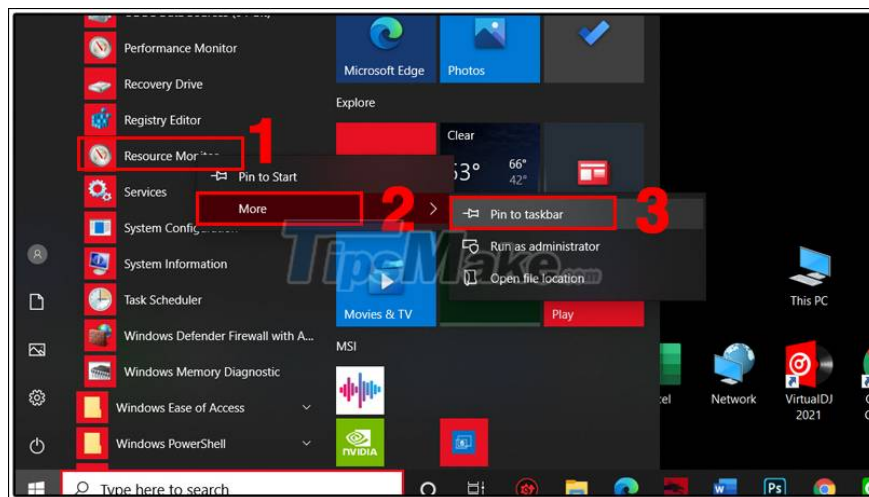 Performance Monitor
Recovery Drive
Registry Editor
Resource Monitor
Services
System Configuration
System Information
Task Scheduler
Windows Defender Firewall with A...
Windows Memory Diagnostic
Windows Ease of Access
Windows PowerShell
Type here to search
1
Pin to Start
More
2
Pin to taskbar
3
Run as administrator
Open file location
Microsoft Edge
Photos
Explore
Clear
53°
66°
42°
TipsMake.com
Movies & TV
Play
MSI
NVIDIA
This PC
Network
VirtualDJ
2021
W
Ps